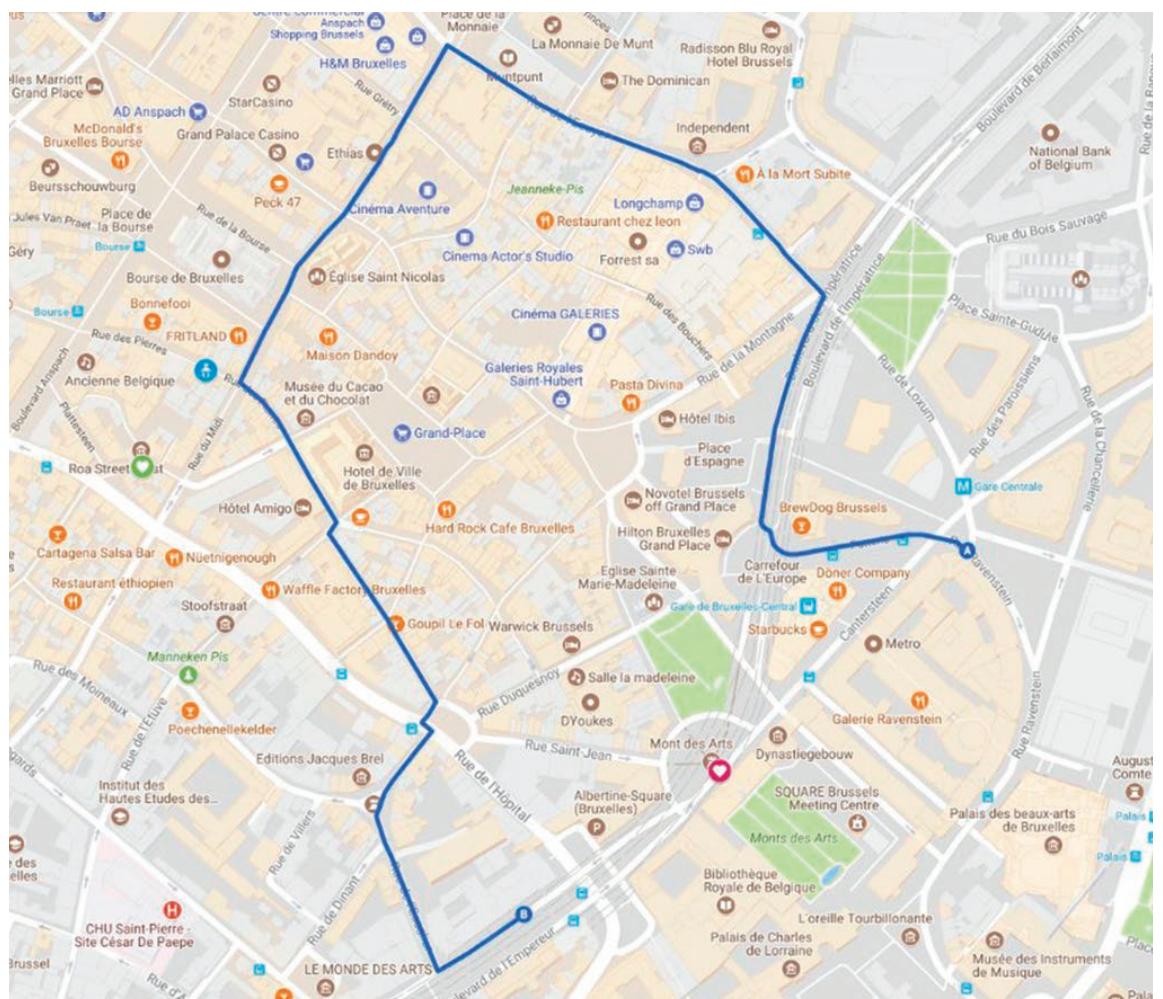 Centre Commercial
Anspach
Shopping Brussels
Place de la
Monnaie
La Monnaie De Munt
Radisson Blu Royal
Hotel Brussels
H&M Bruxelles
Muntpunt
The Dominican
Boulevard de Berlaimont
elles Marriott
Grand Place
StarCasino
Rue Grétry
AD Anspach
Grand Palace Casino
McDonald's
Bruxelles Bourse
Ethias
Independent
National Bank
of Belgium
Beursschouwburg
Peck 47
Cinéma Aventure
Jeanneke-Pis
À la Mort Subite
Longchamp
Jules Van Praet
Place de
la Bourse
Rue de la Bourse
Restaurant chez leon
Rue du Bois Sauvage
Géry
Bourse
Bourse de Bruxelles
Cinema Actor's Studio
Forrest sa
Swb
Église Saint Nicolas
Boulevard de l'Impératrice
Place Sainte-Gudule
Bonnefooi
Bourse
FRITLAND
Cinéma GALERIES
Rue des Bouchers
Rue des Pierres
Maison Dandoy
Rue de la Montagne
Ancienne Belgique
Musée du Cacao
et du Chocolat
Galeries Royales
Saint-Hubert
Pasta Divina
Rue de Loxum
Rue des Paroissiens
Boulevard Anspach
Plattesteen
Rue du Midi
Grand-Place
Hôtel Ibis
Rue de la Chancellerie
Roa Street
Hotel de Ville
de Bruxelles
Place
d'Espagne
Gare Centrale
Hôtel Amigo
Hard Rock Cafe Bruxelles
Novotel Brussels
off Grand Place
BrewDog Brussels
Cartagena Salsa Bar
Nüetnigenough
Hilton Bruxelles
Grand Place
A
Restaurant éthiopien
Waffle Factory Bruxelles
Eglise Sainte
Marie-Madeleine
Carrefour
de L'Europe
Döner Company
Stoofstraat
Goupil Le Fol
Warwick Brussels
Gare de Bruxelles-Central
Starbucks
Cantersteen
Metro
Manneken Pis
Rue des Moineaux
Rue Duquesnoy
Salle la madeleine
Poechenellekelder
Rue de l'Étuve
DYoukes
Galerie Ravenstein
Rue Ravenstein
Rue Saint-Jean
Mont des Arts
Dynastiegebouw
Editions Jacques Brel
Rue de l'Hôpital
Institut des
Hautes Études des...
Albertine-Square
(Bruxelles)
SQUARE Brussels
Meeting Centre
August
Comte
Palais des beaux-arts
de Bruxelles
Palais
Rue de Villers
Monts des Arts
Palais
Rue de Dinant
Bibliothèque
Royale de Belgique
CHU Saint-Pierre -
Site César De Paepe
B
L'oreille Tourbillonante
LE MONDE DES ARTS
Boulevard de l'Empereur
Palais de Charles
de Lorraine
Musée des Instruments
de Musique